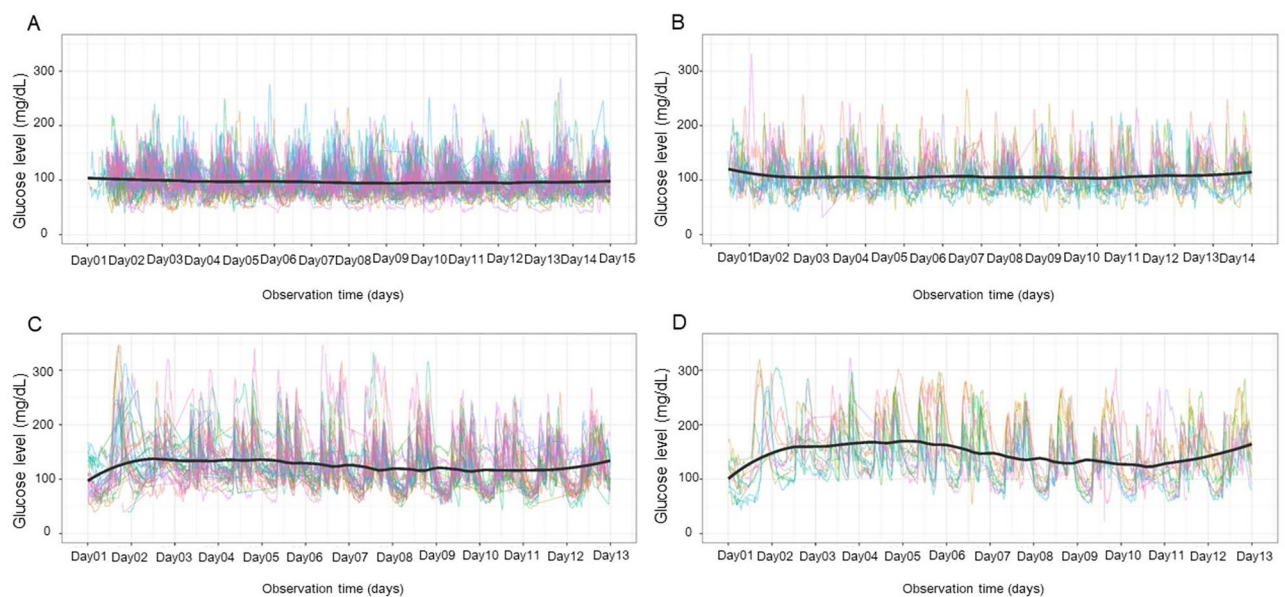 A
Glucose level (mg/dL)
300
200
100
0
Day01 Day02 Day03 Day04 Day05 Day06 Day07 Day08 Day09 Day10 Day11 Day12 Day13 Day14 Day15
Observation time (days)
B
Glucose level (mg/dL)
300
200
100
0
Day01 Day02 Day03 Day04 Day05 Day06 Day07 Day08 Day09 Day10 Day11 Day12 Day13 Day14
Observation time (days)
C
Glucose level (mg/dL)
300
200
100
0
Day01 Day02 Day03 Day04 Day05 Day06 Day07 Day08 Day09 Day10 Day11 Day12 Day13
Observation time (days)
D
Glucose level (mg/dL)
300
200
100
0
Day01 Day02 Day03 Day04 Day05 Day06 Day07 Day08 Day09 Day10 Day11 Day12 Day13
Observation time (days)